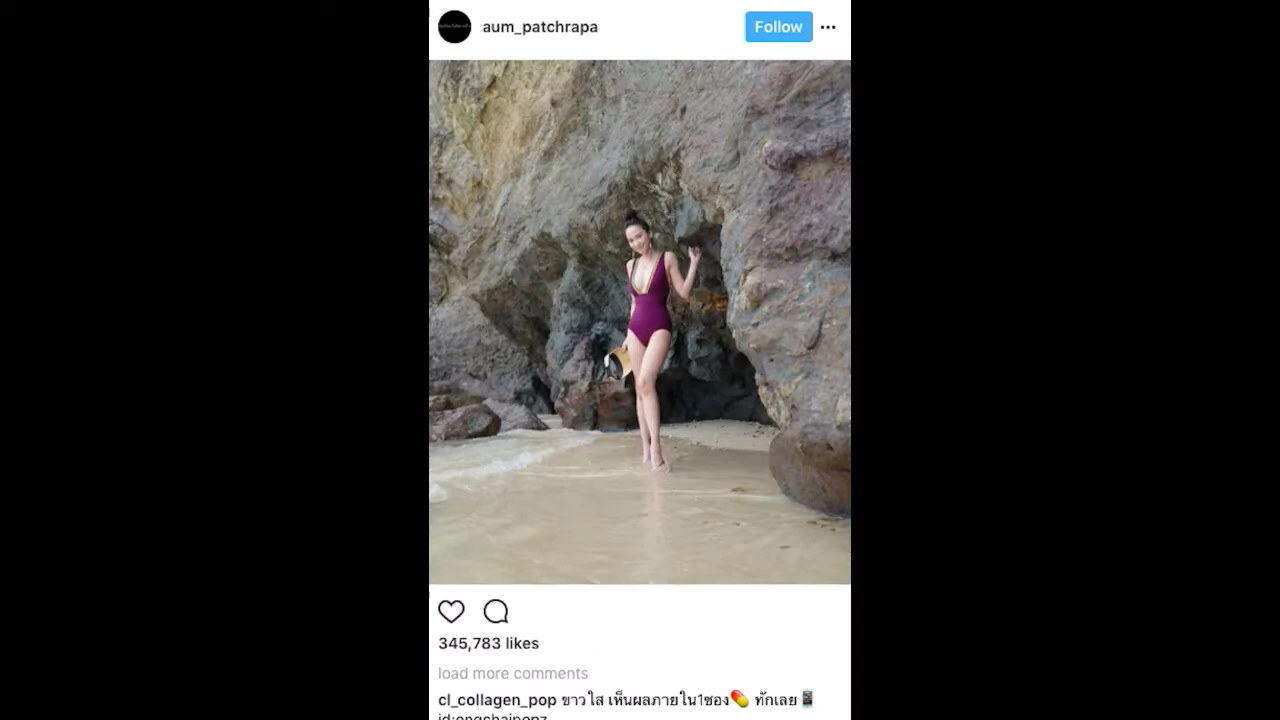 aum_patchrapa
Follow
345,783 likes
load more comments
cl_collagen_pop ขาวใส เห็นผลภายใน1ซอง💊 ทักเลย📱